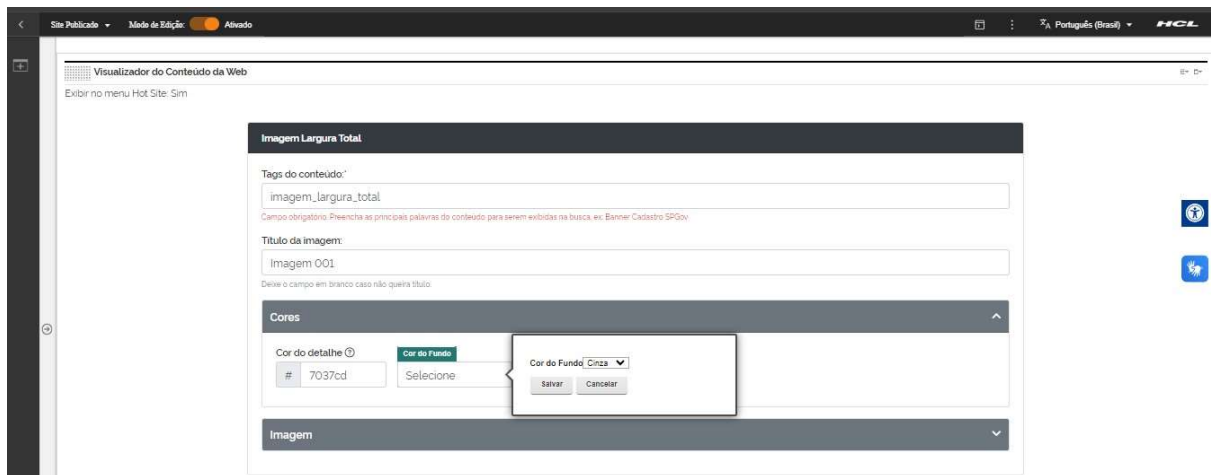 Site Publicado Modo de Edição: Ativado Português (Brasil) HCL
Visualizador do Conteúdo da Web
Exibir no menu Hot Site: Sim
Imagem Largura Total
Tags do conteúdo:*
imagem_largura_total
Campo obrigatório. Preencha as principais palavras do conteúdo para serem exibidas na busca, ex: Banner Cadastro SPGov.
Título da imagem:
Imagem 001
Deixe o campo em branco caso não queira título.
Cores
Cor do detalhe Cor do Fundo
# 7037cd Selecione
Cor do Fundo Cinza
Salvar Cancelar
Imagem